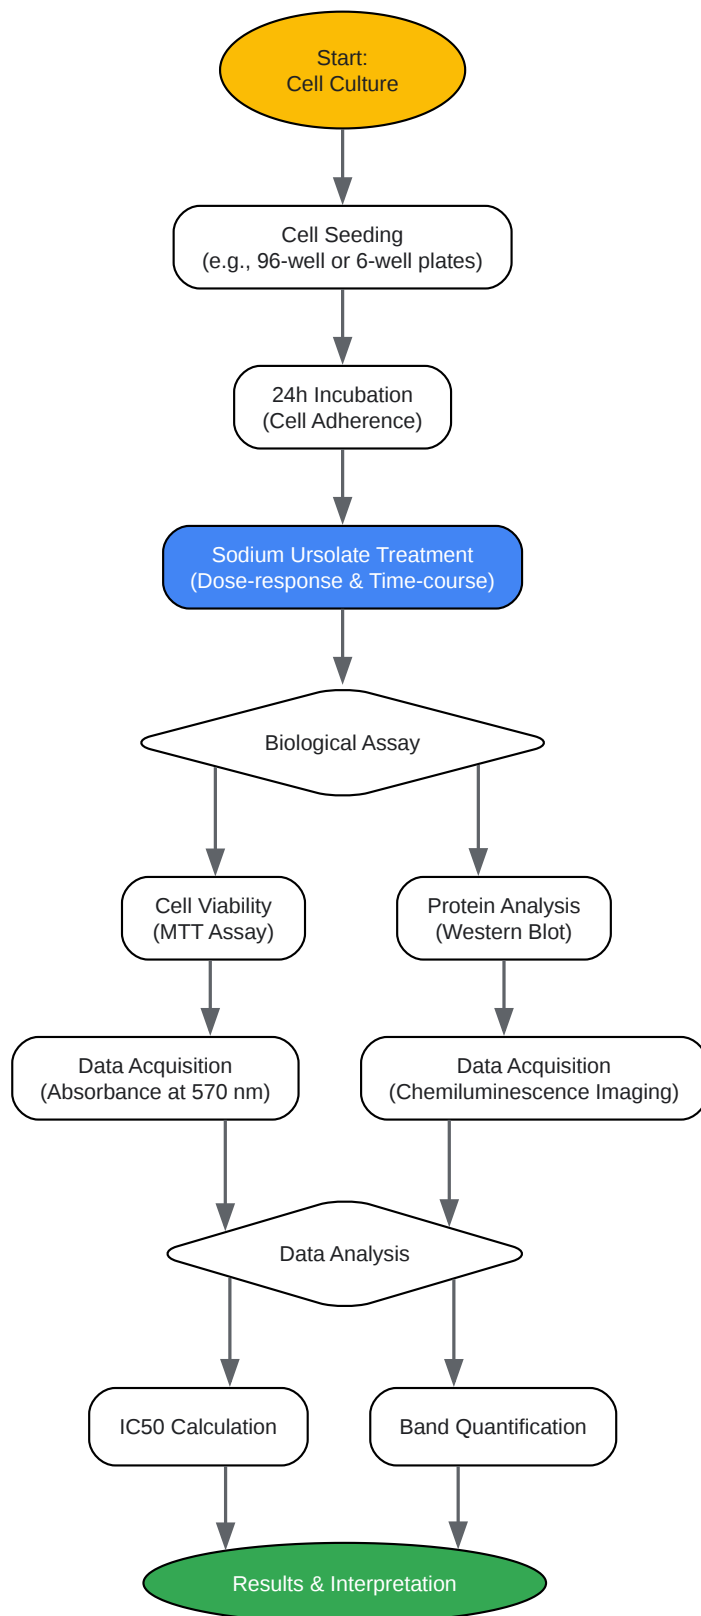 Start:
Cell Culture
Cell Seeding
(e.g., 96-well or 6-well plates)
24h Incubation
(Cell Adherence)
Sodium Ursolate Treatment
(Dose-response & Time-course)
Biological Assay
Cell Viability
(MTT Assay)
Protein Analysis
(Western Blot)
Data Acquisition
(Absorbance at 570 nm)
Data Acquisition
(Chemiluminescence Imaging)
Data Analysis
IC50 Calculation
Band Quantification
Results & Interpretation